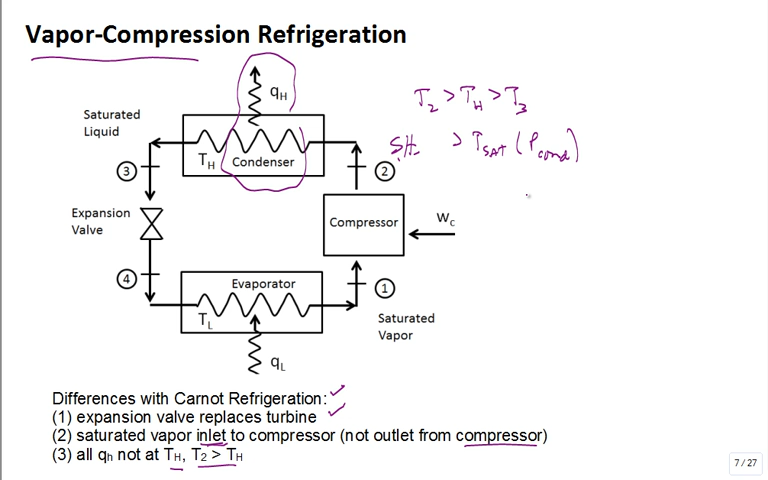 Vapor-Compression Refrigeration
qH
T2 > TH > T3
Saturated
Liquid
SH > TSAT (Pcond)
TH Condenser
3
2
Expansion
Valve
Compressor
Wc
4
Evaporator
1
TL
Saturated
Vapor
qL
Differences with Carnot Refrigeration:
(1) expansion valve replaces turbine
(2) saturated vapor inlet to compressor (not outlet from compressor)
(3) all qh not at TH, T2 > TH
7 / 27